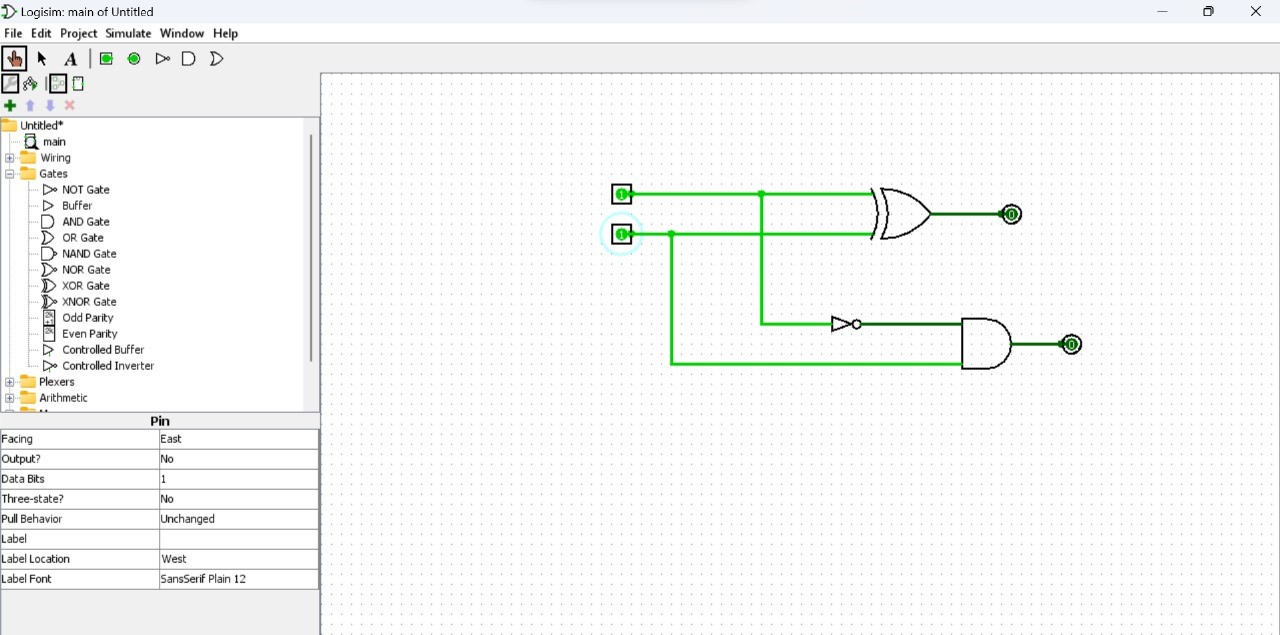 Logisim: main of Untitled
File Edit Project Simulate Window Help
A
Untitled*
main
Wiring
Gates
NOT Gate
Buffer
AND Gate
OR Gate
NAND Gate
NOR Gate
XOR Gate
XNOR Gate
Odd Parity
Even Parity
Controlled Buffer
Controlled Inverter
Plexers
Arithmetic
Pin
Facing East
Output? No
Data Bits 1
Three-state? No
Pull Behavior Unchanged
Label
Label Location West
Label Font SansSerif Plain 12
1
0
1
0